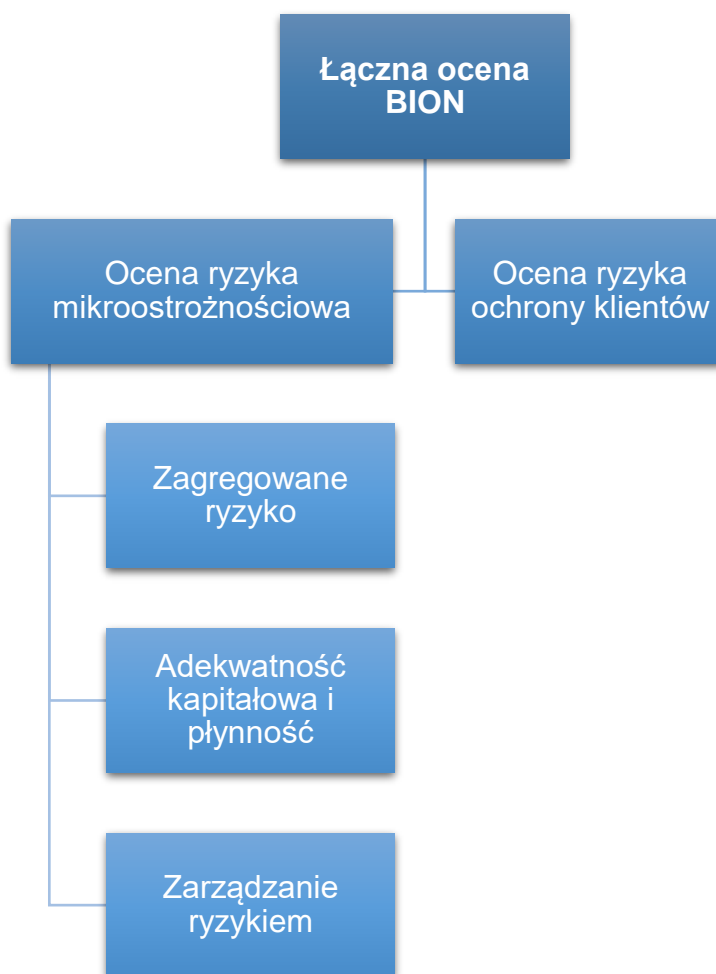 Łączna ocena
BION
Ocena ryzyka
mikroostrożnościowa
Ocena ryzyka
ochrony klientów
Zagregowane
ryzyko
Adekwatność
kapitałowa i
płynność
Zarządzanie
ryzykiem